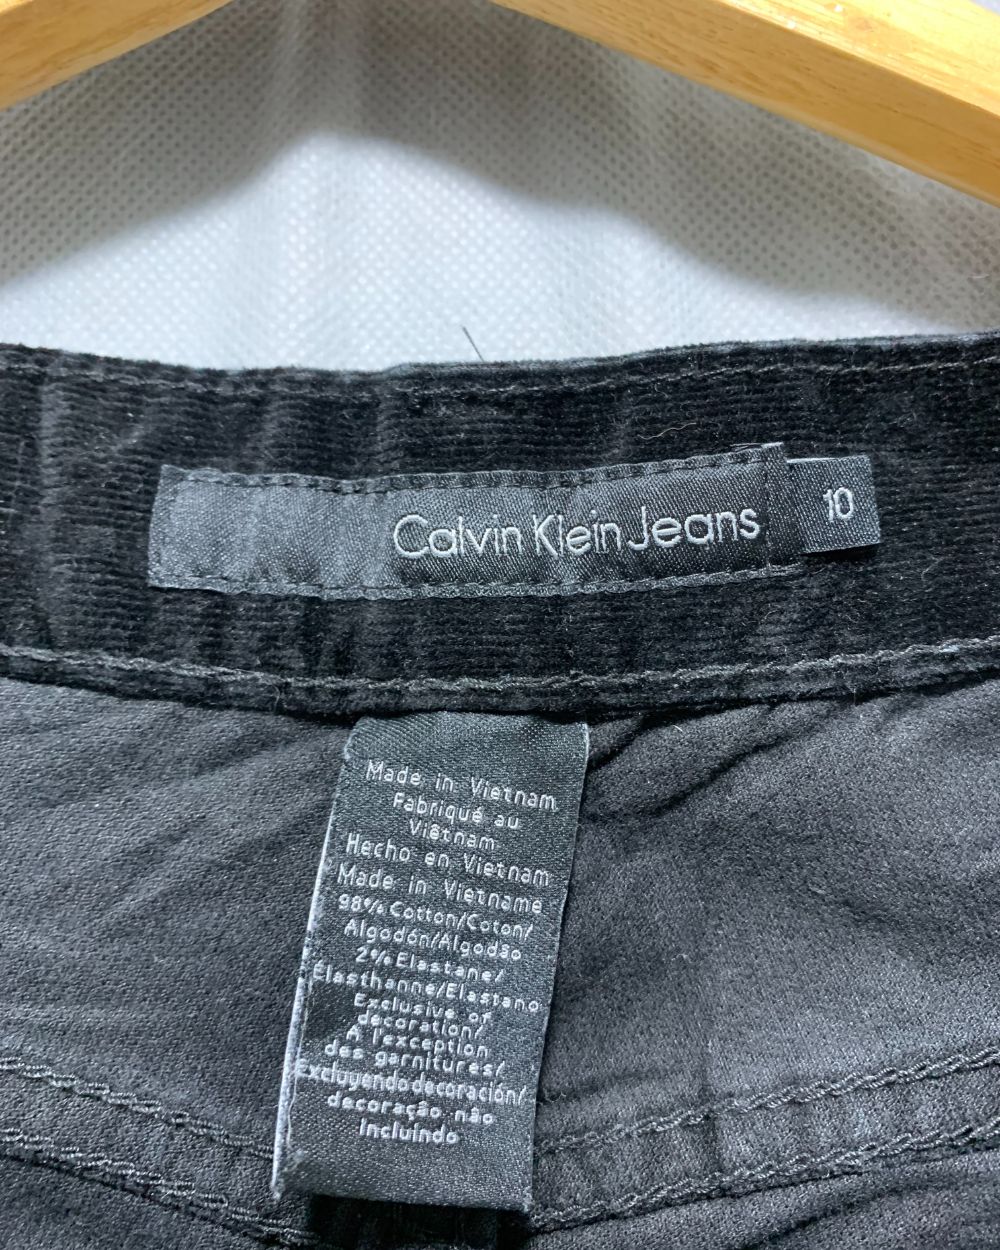 Calvin Klein Jeans
10
Made in Vietnam
Fabriqué au
Viêtnam
Hecho en Vietnam
Made in Vietname
98% Cotton/Coton/
Algodón/Algodão
2% Elastane/
Élasthanne/Elastano
Exclusive of
decoration/
À l'exception
des garnitures/
Excluyendo decoración/
decoração não
incluindo